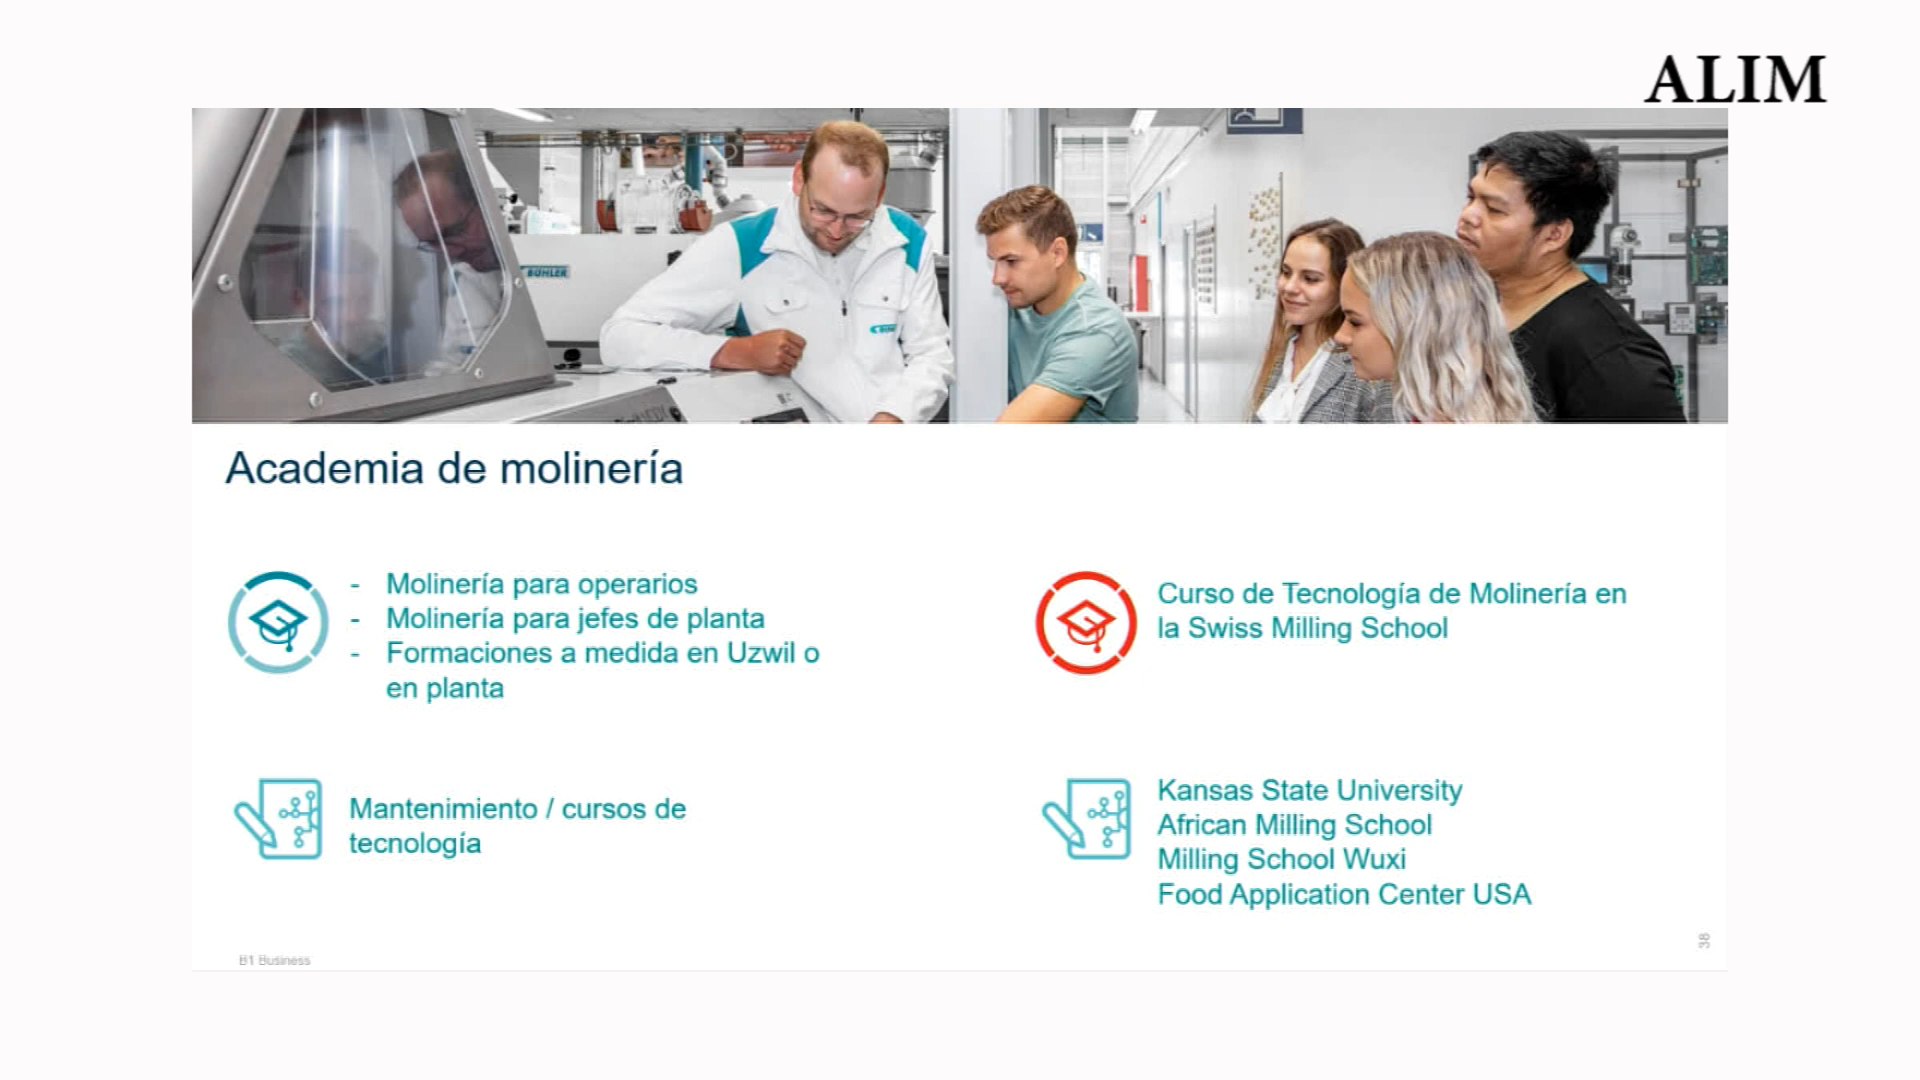 ALIM
BÜHLER
Academia de molinería
- Molinería para operarios
- Molinería para jefes de planta
- Formaciones a medida en Uzwil o
en planta
Curso de Tecnología de Molinería en
la Swiss Milling School
Mantenimiento / cursos de
tecnología
Kansas State University
African Milling School
Milling School Wuxi
Food Application Center USA
38
B1 Business